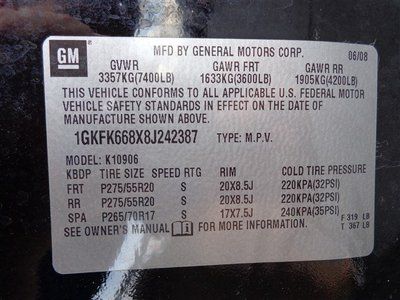 GM
MFD BY GENERAL MOTORS CORP. 06/08
GVWR GAWR FRT GAWR RR
3357KG(7400LB) 1633KG(3600LB) 1905KG(4200LB)
THIS VEHICLE CONFORMS TO ALL APPLICABLE U.S. FEDERAL MOTOR
VEHICLE SAFETY STANDARDS IN EFFECT ON THE DATE OF
MANUFACTURE SHOWN ABOVE.
1GKFK668X8J242387 TYPE: M.P.V.
MODEL: K10906
KBDP TIRE SIZE SPEED RTG RIM COLD TIRE PRESSURE
FRT P275/55R20 S 20X8.5J 220KPA(32PSI)
RR P275/55R20 S 20X8.5J 220KPA(32PSI)
SPA P265/70R17 S 17X7.5J 240KPA(35PSI)
SEE OWNER'S MANUAL FOR MORE INFORMATION. F 319 LB
T 367 LB